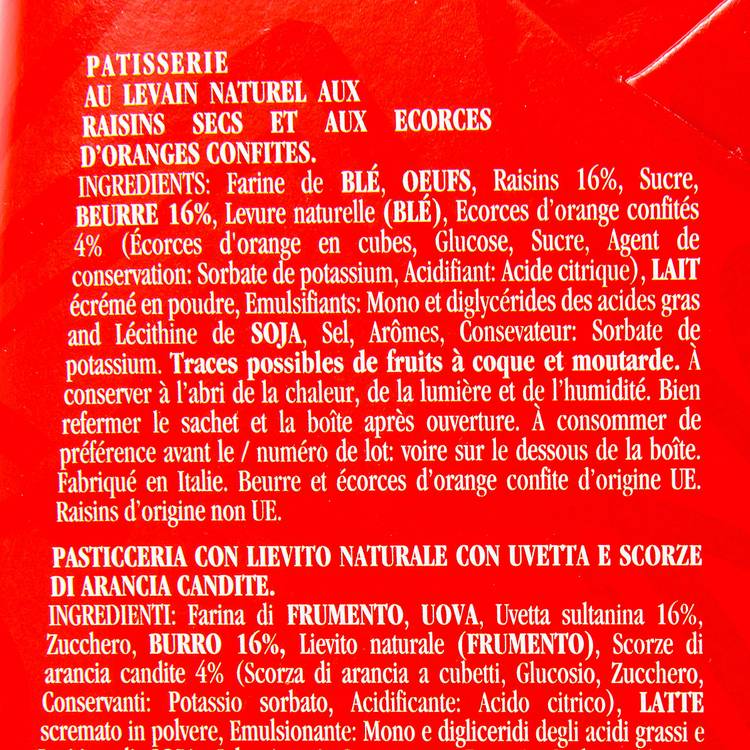 PATISSERIE
AU LEVAIN NATUREL AUX
RAISINS SECS ET AUX ECORCES
D'ORANGES CONFITES.
INGREDIENTS: Farine de BLÉ, OEUFS, Raisins 16%, Sucre,
BEURRE 16%, Levure naturelle (BLÉ), Ecorces d'orange confités
4% (Écorces d'orange en cubes, Glucose, Sucre, Agent de
conservation: Sorbate de potassium, Acidifiant: Acide citrique), LAIT
écrémé en poudre, Emulsifiants: Mono et diglycérides des acides gras
and Lécithine de SOJA, Sel, Arômes, Consevateur: Sorbate de
potassium. Traces possibles de fruits à coque et moutarde. À
conserver à l'abri de la chaleur, de la lumière et de l'humidité. Bien
refermer le sachet et la boîte après ouverture. À consommer de
préférence avant le / numéro de lot: voire sur le dessous de la boîte.
Fabriqué en Italie. Beurre et écorces d'orange confite d'origine UE.
Raisins d'origine non UE.
PASTICCERIA CON LIEVITO NATURALE CON UVETTA E SCORZE
DI ARANCIA CANDITE.
INGREDIENTI: Farina di FRUMENTO, UOVA, Uvetta sultanina 16%,
Zucchero, BURRO 16%, Lievito naturale (FRUMENTO), Scorze di
arancia candite 4% (Scorza di arancia a cubetti, Glucosio, Zucchero,
Conservanti: Potassio sorbato, Acidificante: Acido citrico), LATTE
scremato in polvere, Emulsionante: Mono e digliceridi degli acidi grassi e